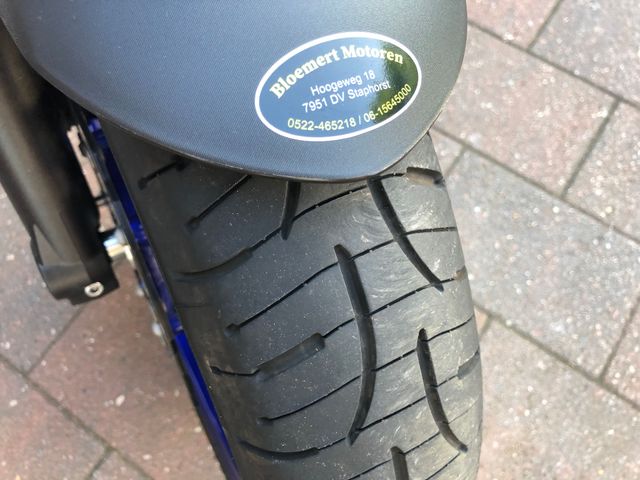 Bloemert Motoren
Hoogeweg 18
7951 DV Staphorst
0522-465218 / 06-15645000